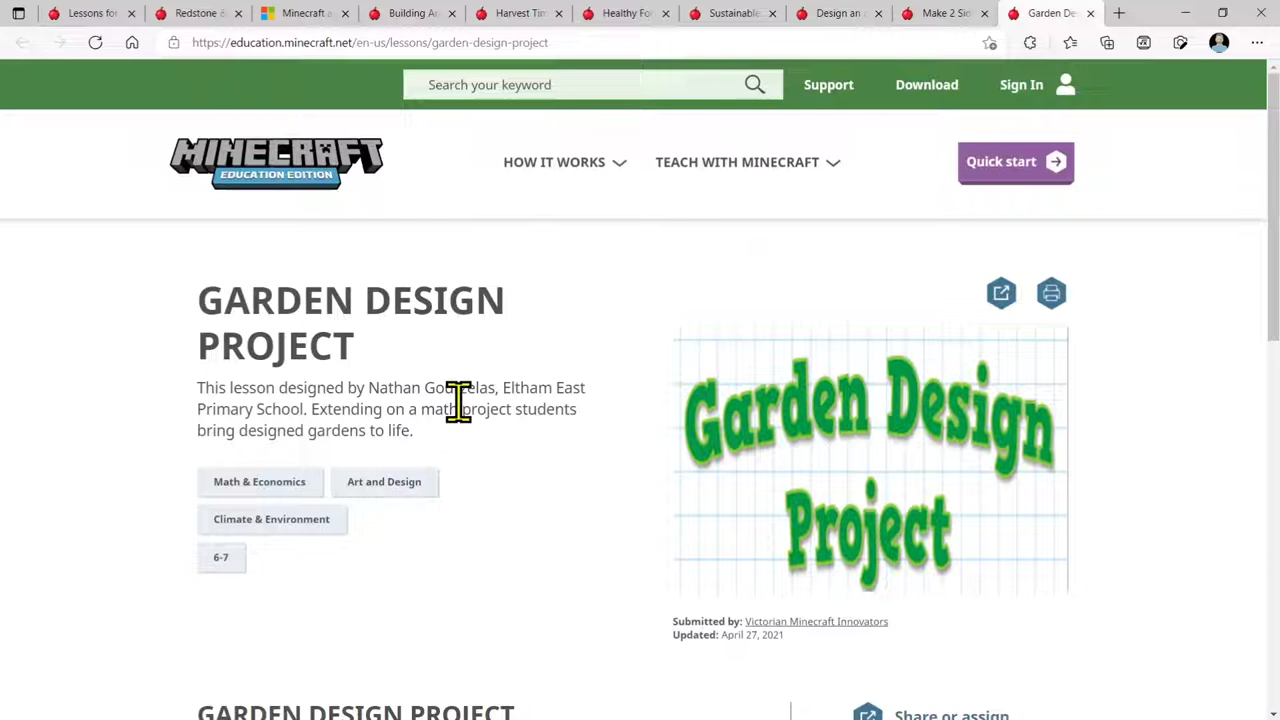 Lessons for
Redstone &
Minecraft a
Building Ar
Harvest Tim
Healthy Fo
Sustainable
Design an
Make 2 Si
Garden De
https://education.minecraft.net/en-us/lessons/garden-design-project
Search your keyword
Support
Download
Sign In
MINECRAFT
EDUCATION EDITION
HOW IT WORKS
TEACH WITH MINECRAFT
Quick start
GARDEN DESIGN
PROJECT
This lesson designed by Nathan , Eltham East
Primary School. Extending on a math project students
bring designed gardens to life.
Math & Economics
Art and Design
Climate & Environment
6-7
Garden Design
Project
Submitted by: Victorian Minecraft Innovators
Updated: April 27, 2021
GARDEN DESIGN PROJECT
Share or assign